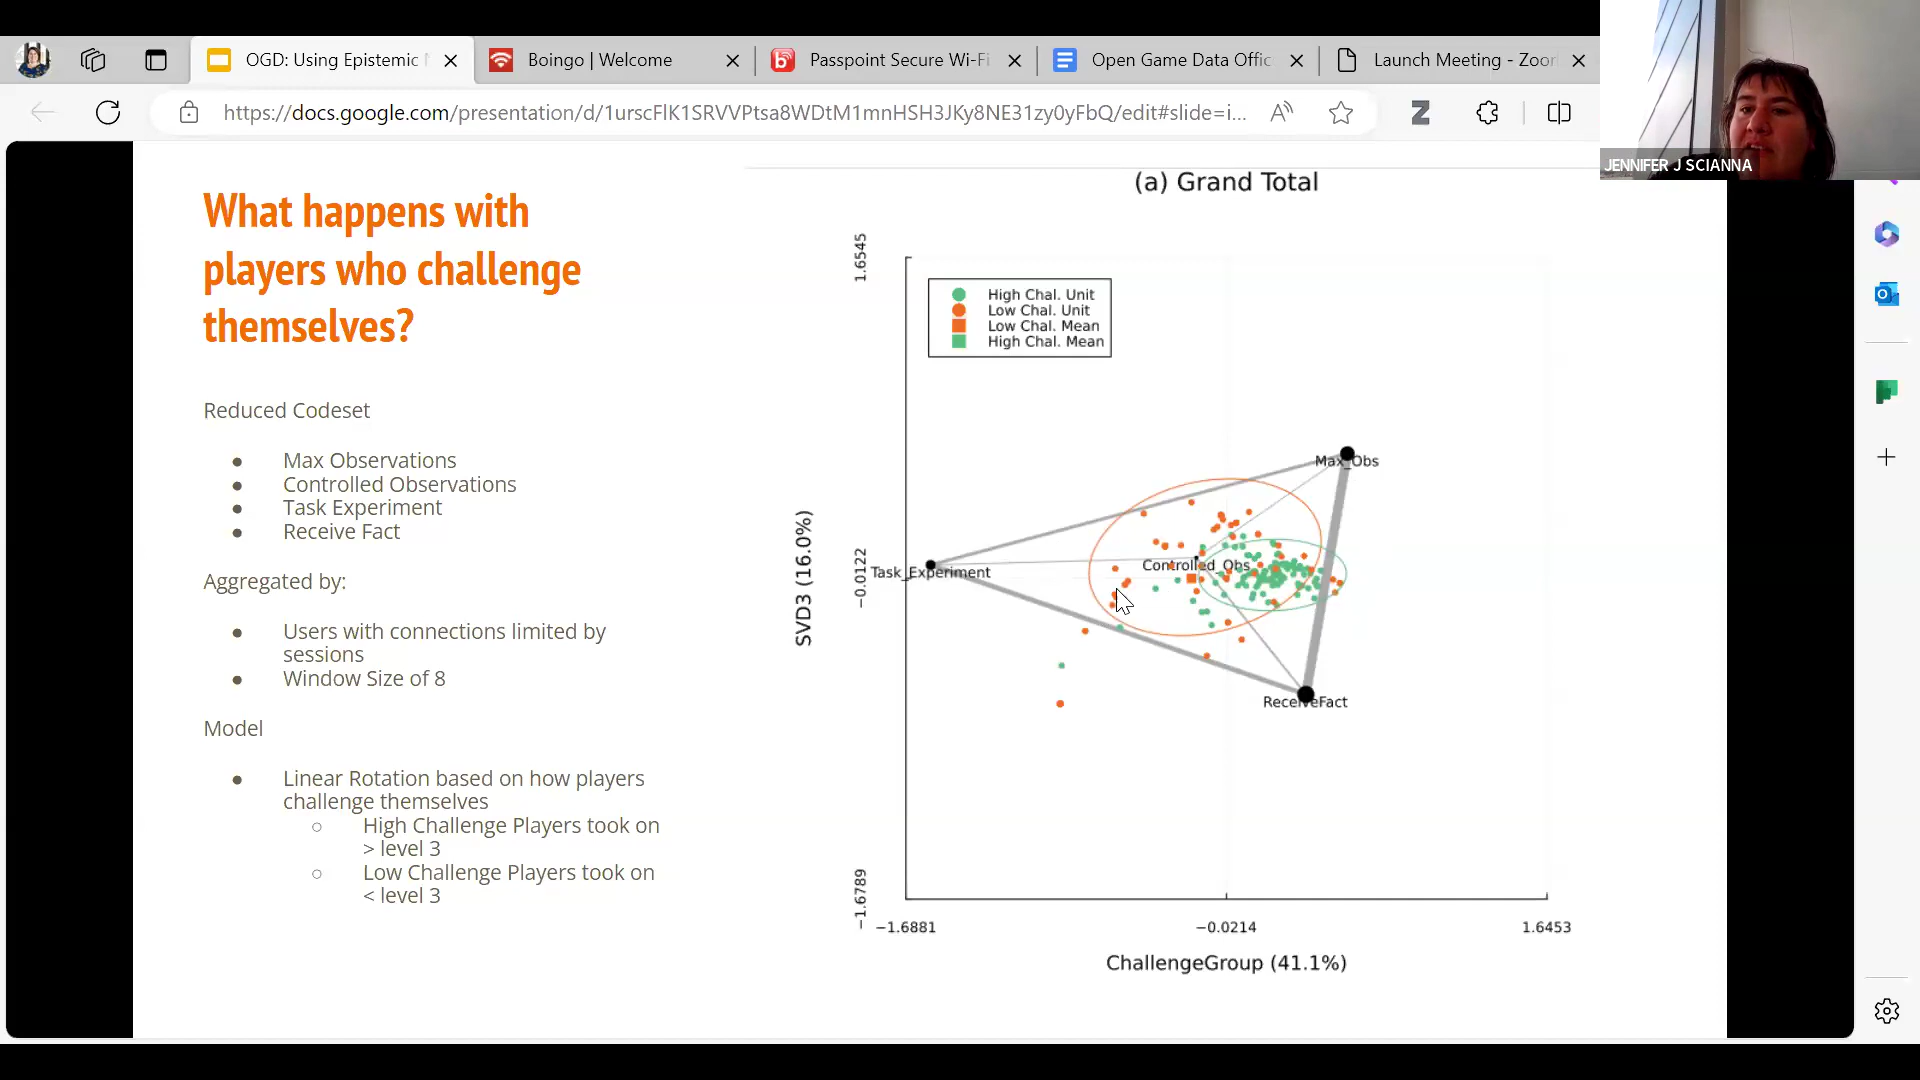 OGD: Using Epistemic
Boingo | Welcome
Passpoint Secure Wi-Fi
Open Game Data Offic
Launch Meeting - Zoom
https://docs.google.com/presentation/d/1urscFlK1SRVVPtsa8WDtM1mnHSH3JKy8NE31zy0yFbQ/edit#slide=i...
JENNIFER J SCIANNA
What happens with
players who challenge
themselves?
Reduced Codeset
● Max Observations
● Controlled Observations
● Task Experiment
● Receive Fact
Aggregated by:
● Users with connections limited by
sessions
● Window Size of 8
Model
● Linear Rotation based on how players
challenge themselves
○ High Challenge Players took on
> level 3
○ Low Challenge Players took on
< level 3
(a) Grand Total
1.6545
High Chal. Unit
Low Chal. Unit
Low Chal. Mean
High Chal. Mean
Max_Obs
SVD3 (16.0%)
−0.0122
Task_Experiment
Controlled_Obs
ReceiveFact
−1.6789
−1.6881
−0.0214
1.6453
ChallengeGroup (41.1%)